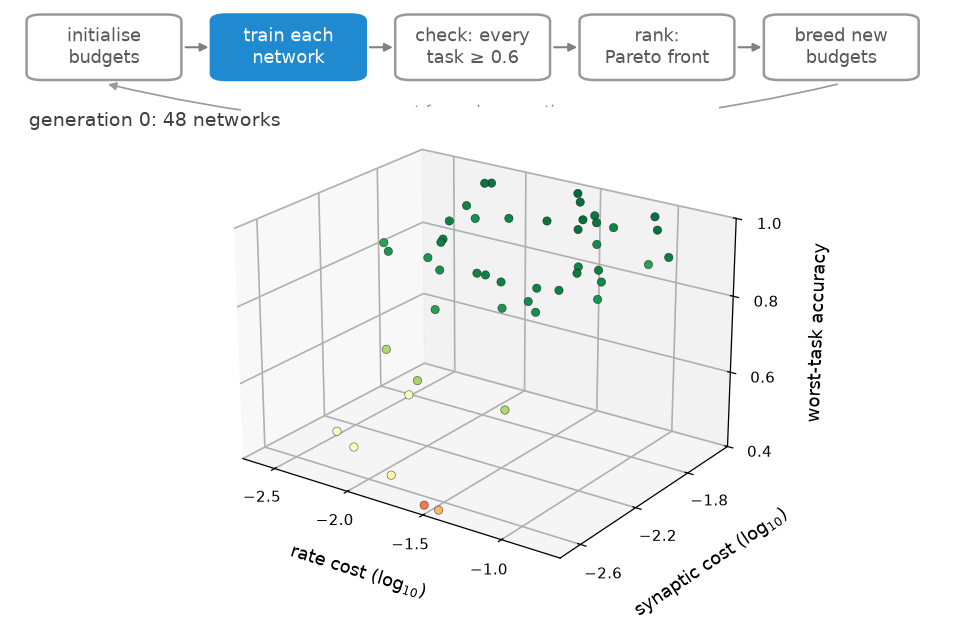 initialise
budgets
train each
network
check: every
task ≥ 0.6
rank:
Pareto front
breed new
budgets
generation 0: 48 networks
1.0
0.8
0.6
0.4
worst-task accuracy
−2.5
−2.0
−1.5
−1.0
rate cost (log₁₀)
−1.8
−2.2
−2.6
synaptic cost (log₁₀)